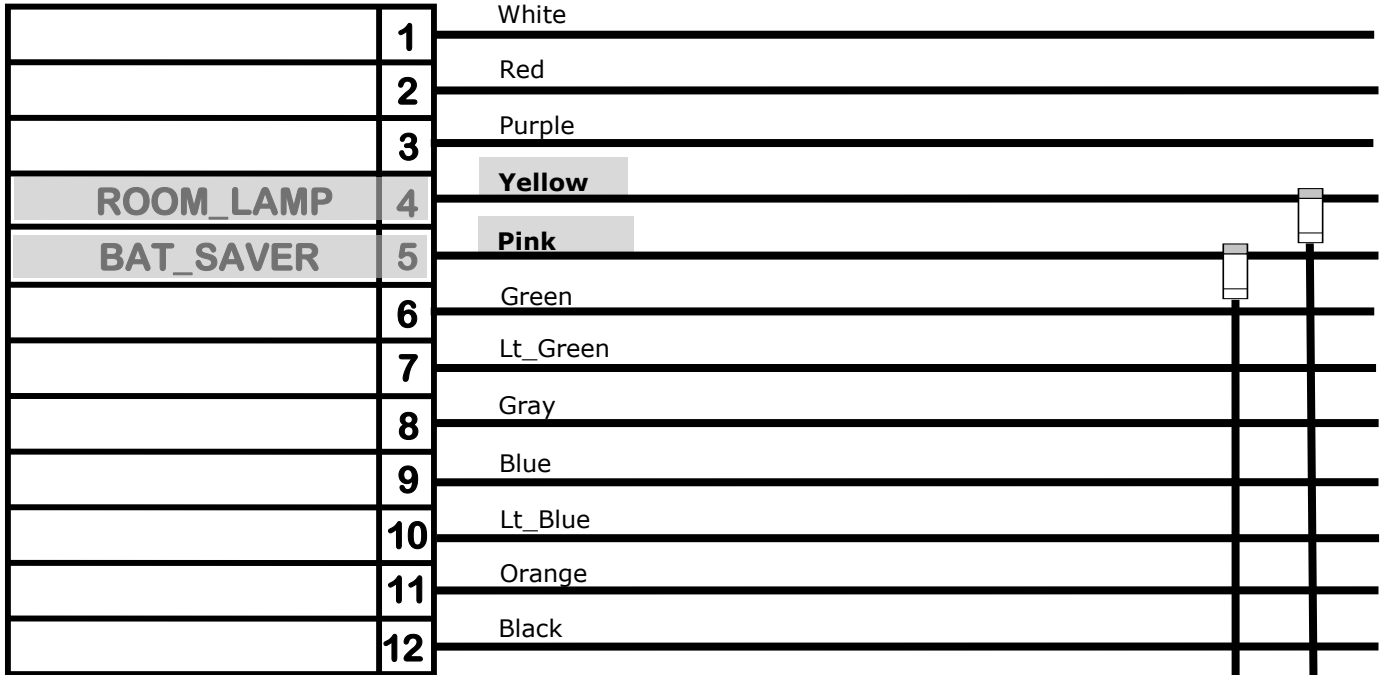 1 White
2 Red
3 Purple
ROOM_LAMP 4 Yellow
BAT_SAVER 5 Pink
6 Green
7 Lt_Green
8 Gray
9 Blue
10 Lt_Blue
11 Orange
12 Black